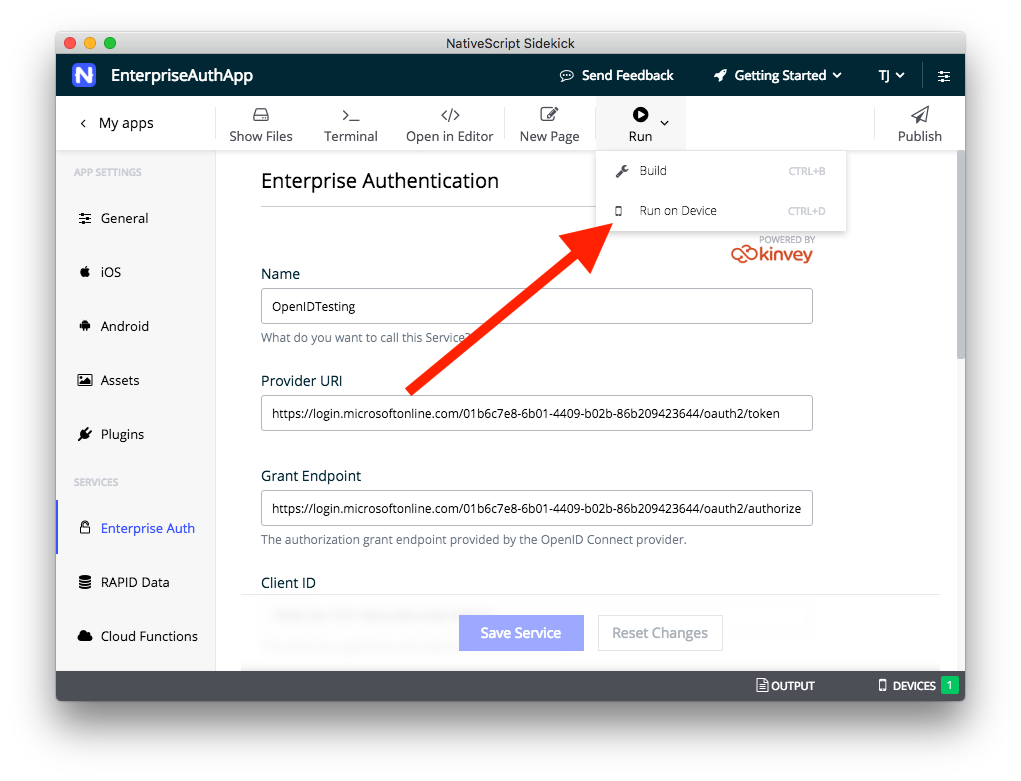 NativeScript Sidekick
N EnterpriseAuthApp Send Feedback Getting Started TJ
My apps Show Files Terminal Open in Editor New Page Run Publish
Build CTRL+B
Run on Device CTRL+D
APP SETTINGS
General
iOS
Android
Assets
Plugins
SERVICES
Enterprise Auth
RAPID Data
Cloud Functions
Enterprise Authentication
POWERED BY
kinvey
Name
OpenIDTesting
What do you want to call this Service?
Provider URI
https://login.microsoftonline.com/01b6c7e8-6b01-4409-b02b-86b209423644/oauth2/token
Grant Endpoint
https://login.microsoftonline.com/01b6c7e8-6b01-4409-b02b-86b209423644/oauth2/authorize
The authorization grant endpoint provided by the OpenID Connect provider.
Client ID
Save Service Reset Changes
OUTPUT DEVICES 1